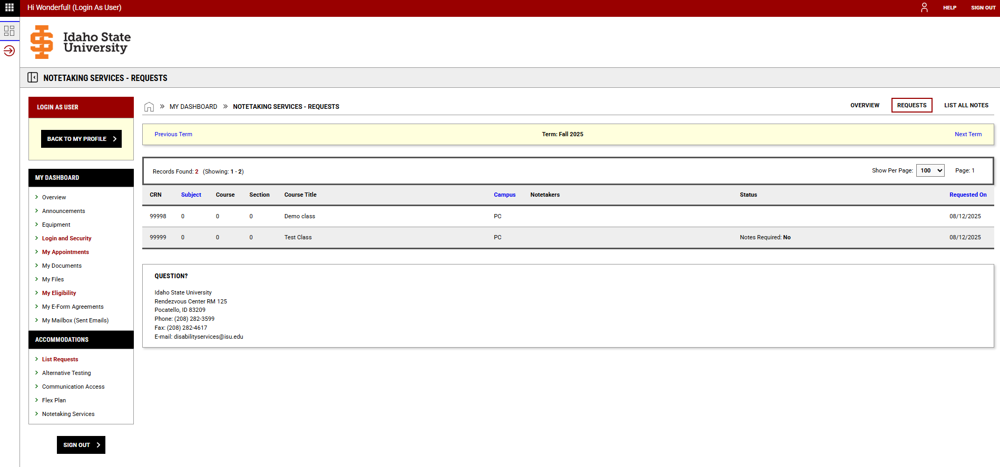 Hi Wonderful! (Login As User)
HELP
SIGN OUT
Idaho State
University
NOTETAKING SERVICES - REQUESTS
LOGIN AS USER
BACK TO MY PROFILE
MY DASHBOARD
Overview
Announcements
Equipment
Login and Security
My Appointments
My Documents
My Files
My Eligibility
My E-Form Agreements
My Mailbox (Sent Emails)
ACCOMMODATIONS
List Requests
Alternative Testing
Communication Access
Flex Plan
Notetaking Services
SIGN OUT
» MY DASHBOARD » NOTETAKING SERVICES - REQUESTS
OVERVIEW REQUESTS LIST ALL NOTES
Previous Term Term: Fall 2025 Next Term
Records Found: 2 (Showing: 1 - 2) Show Per Page: 100 Page: 1
CRN Subject Course Section Course Title Campus Notetakers Status Requested On
99998 0 0 0 Demo class PC 08/12/2025
99999 0 0 0 Test Class PC Notes Required: No 08/12/2025
QUESTION?
Idaho State University
Rendezvous Center RM 125
Pocatello, ID 83209
Phone: (208) 282-3599
Fax: (208) 282-4617
E-mail: disabilityservices@isu.edu